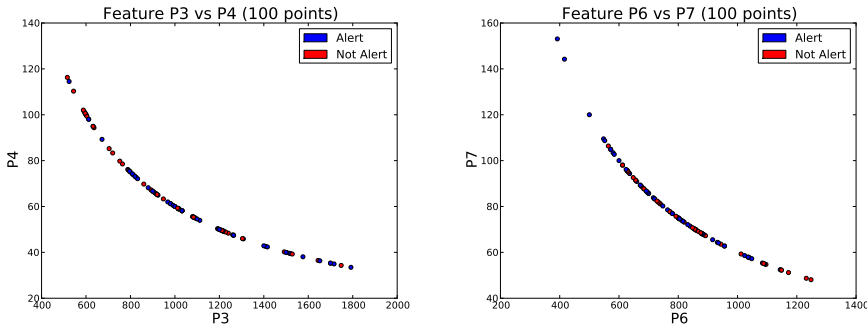 Feature P3 vs P4 (100 points)
Alert
Not Alert
140
120
100
80
60
40
20
P4
400 600 800 1000 1200 1400 1600 1800 2000
P3
Feature P6 vs P7 (100 points)
Alert
Not Alert
160
140
120
100
80
60
40
P7
200 400 600 800 1000 1200 1400
P6